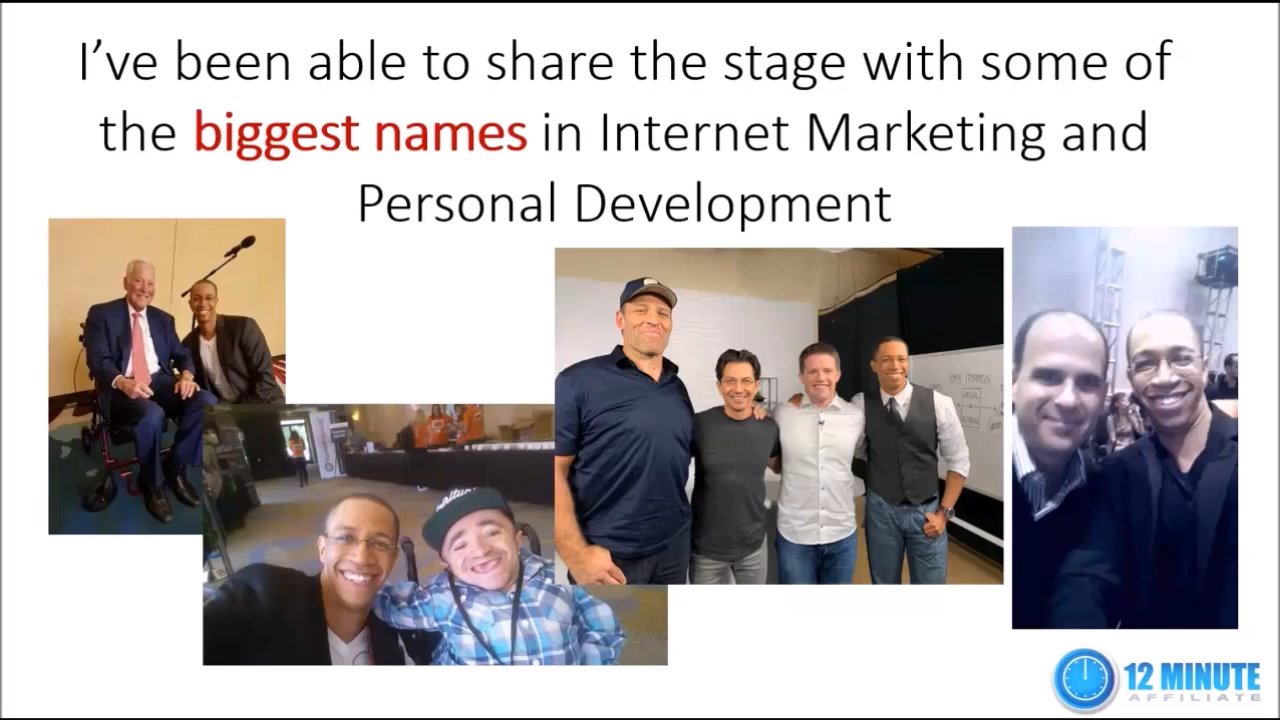 I’ve been able to share the stage with some of
the biggest names in Internet Marketing and
Personal Development
12 MINUTE
AFFILIATE